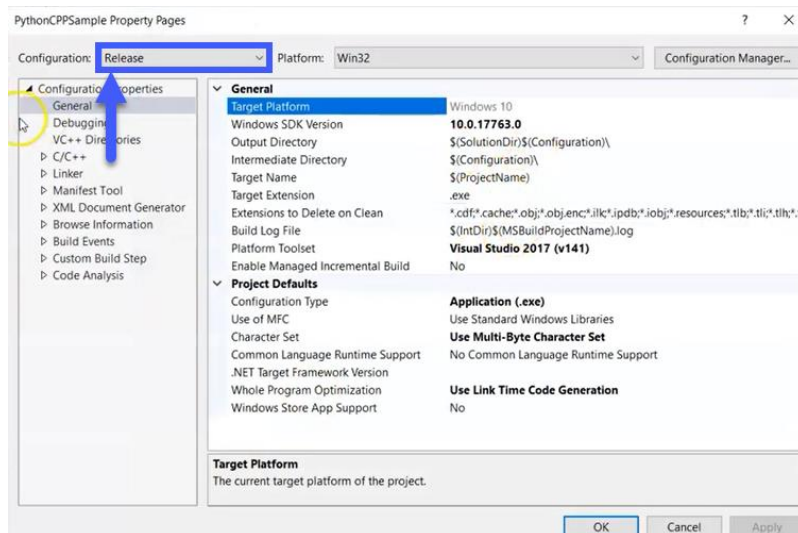 PythonCPPSample Property Pages ? ×
Configuration: Release Platform: Win32 Configuration Manager...
Configuration Properties
General
Debugging
VC++ Directories
C/C++
Linker
Manifest Tool
XML Document Generator
Browse Information
Build Events
Custom Build Step
Code Analysis
General
Target Platform Windows 10
Windows SDK Version 10.0.17763.0
Output Directory $(SolutionDir)$(Configuration)\
Intermediate Directory $(Configuration)\
Target Name $(ProjectName)
Target Extension .exe
Extensions to Delete on Clean *.cdf;*.cache;*.obj;*.obj.enc;*.ilk;*.ipdb;*.iobj;*.resources;*.tlb;*.tli;*.tlh;*.
Build Log File $(IntDir)$(MSBuildProjectName).log
Platform Toolset Visual Studio 2017 (v141)
Enable Managed Incremental Build No
Project Defaults
Configuration Type Application (.exe)
Use of MFC Use Standard Windows Libraries
Character Set Use Multi-Byte Character Set
Common Language Runtime Support No Common Language Runtime Support
.NET Target Framework Version
Whole Program Optimization Use Link Time Code Generation
Windows Store App Support No
Target Platform
The current target platform of the project.
OK Cancel Apply